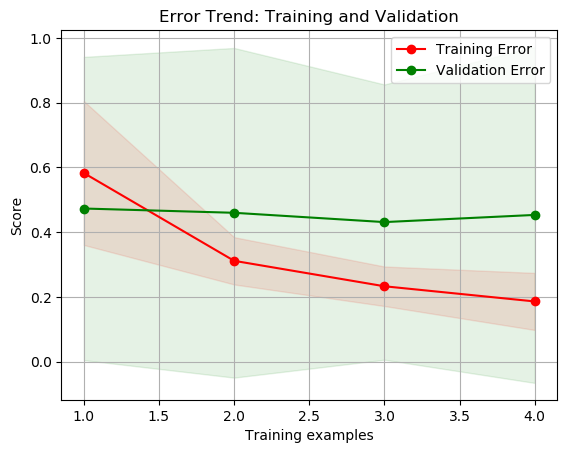 Error Trend: Training and Validation
1.0
0.8
0.6
0.4
0.2
0.0
Score
Training Error
Validation Error
1.0 1.5 2.0 2.5 3.0 3.5 4.0
Training examples